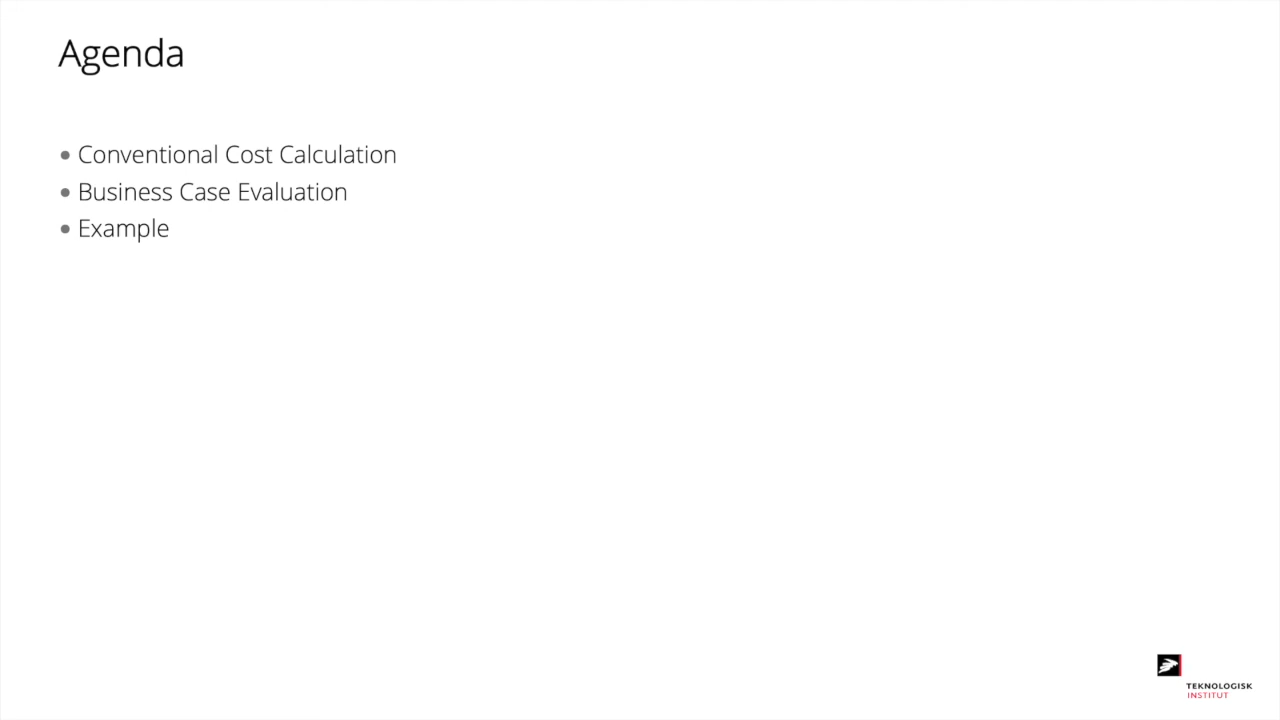 Agenda
• Conventional Cost Calculation
• Business Case Evaluation
• Example
TEKNOLOGISK
INSTITUT